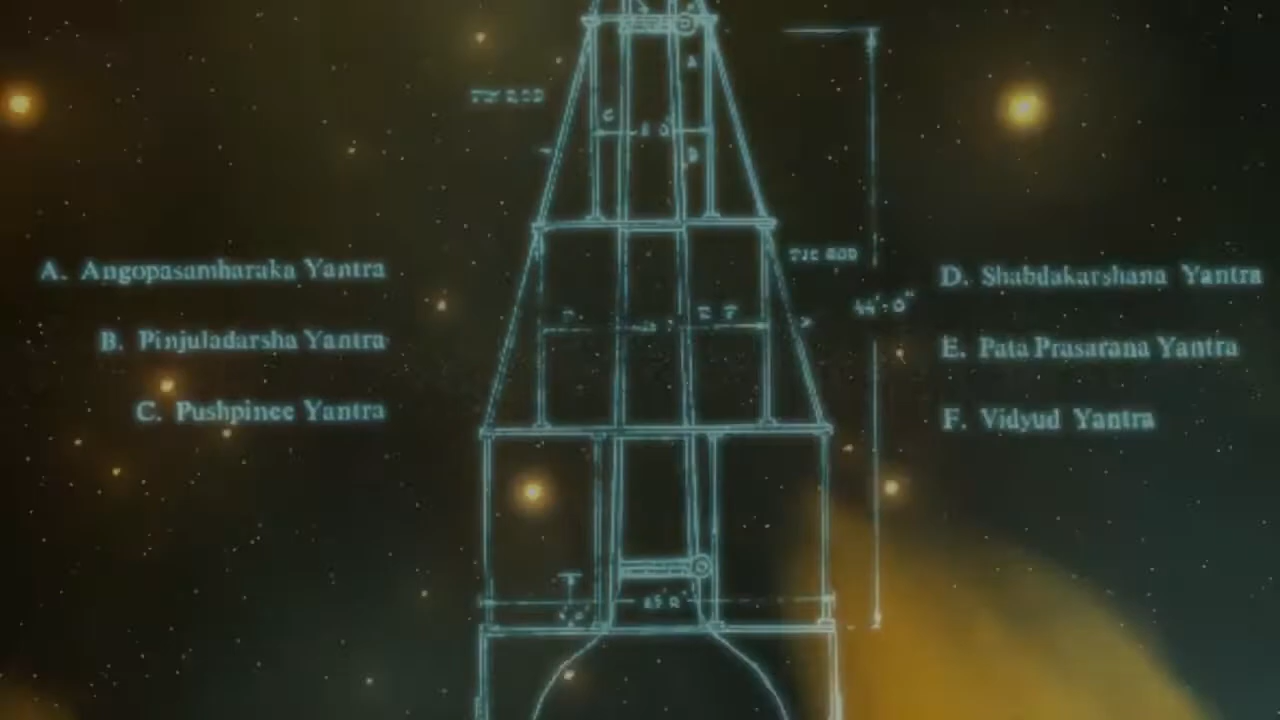 A. Angopasamharaka Yantra
B. Pinjuladarsha Yantra
C. Pushpinee Yantra
D. Shabdakarshana Yantra
E. Pata Prasarana Yantra
F. Vidyud Yantra
A
C
44'-0"